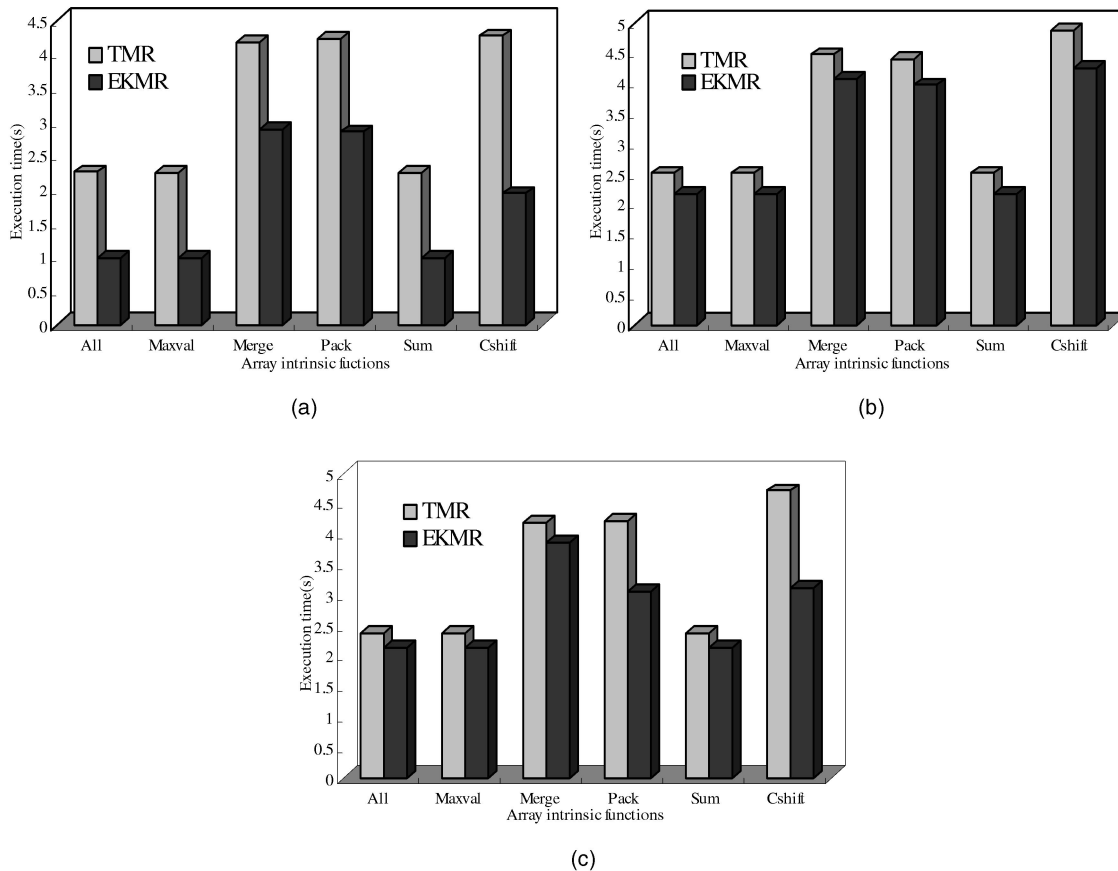 4.5
4
3.5
3
2.5
2
1.5
1
0.5
0
Execution time(s)
TMR
EKMR
All Maxval Merge Pack Sum Cshift
Array intrinsic fuctions
(a)
5
4.5
4
3.5
3
2.5
2
1.5
1
0.5
0
Execution time(s)
TMR
EKMR
All Maxval Merge Pack Sum Cshift
Array intrinsic functions
(b)
5
4.5
4
3.5
3
2.5
2
1.5
1
0.5
0
Execution time(s)
TMR
EKMR
All Maxval Merge Pack Sum Cshift
Array intrinsic functions
(c)